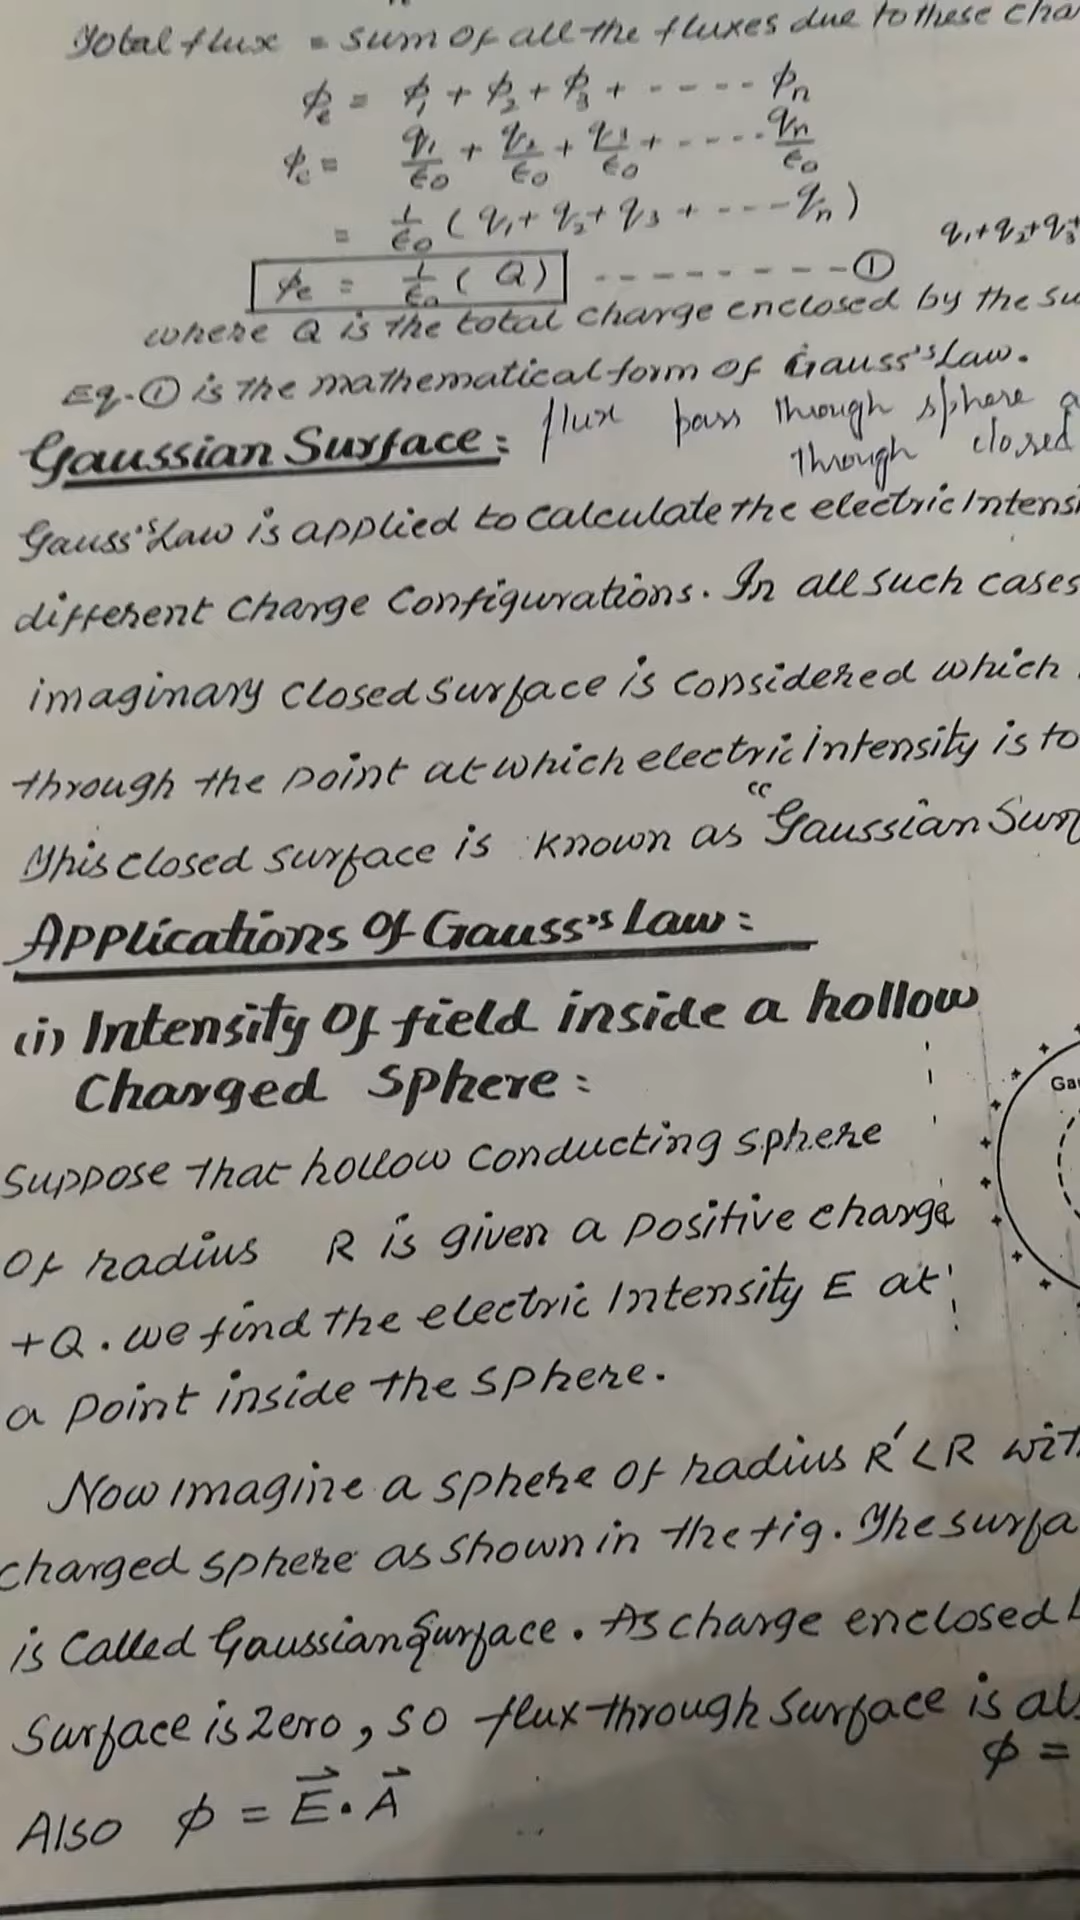 Total flux = sum of all the fluxes due to these cha
ϕe = ϕ1 + ϕ2 + ϕ3 + ----- ϕn
ϕe = q1/ε0 + q2/ε0 + q3/ε0 + ----- qn/ε0
= 1/ε0 ( q1 + q2 + q3 + ---- qn )
q1+q2+q3+
ϕe = 1/ε0 ( Q ) --------- ①
where Q is the total charge enclosed by the su
Eq-① is the mathematical form of Gauss's Law.
Gaussian Surface:
flux pass through sphere a
through closed
Gauss's Law is applied to calculate the electric Intensi
different charge configurations. In all such cases
imaginary closed surface is considered which
through the point at which electric intensity is to
This closed surface is known as "Gaussian Sur
Applications Of Gauss's Law:
(i) Intensity Of field inside a hollow
Charged Sphere:
Gau
Suppose that hollow conducting sphere
Of radius R is given a positive charge
+Q. we find the electric Intensity E at
a point inside the sphere.
Now imagine a sphere of radius R' < R wit
charged sphere as shown in the fig. The surfa
is called Gaussian Surface. As charge enclosed b
Surface is zero, so flux through surface is als
ϕ =
Also ϕ = E⃗ . A⃗